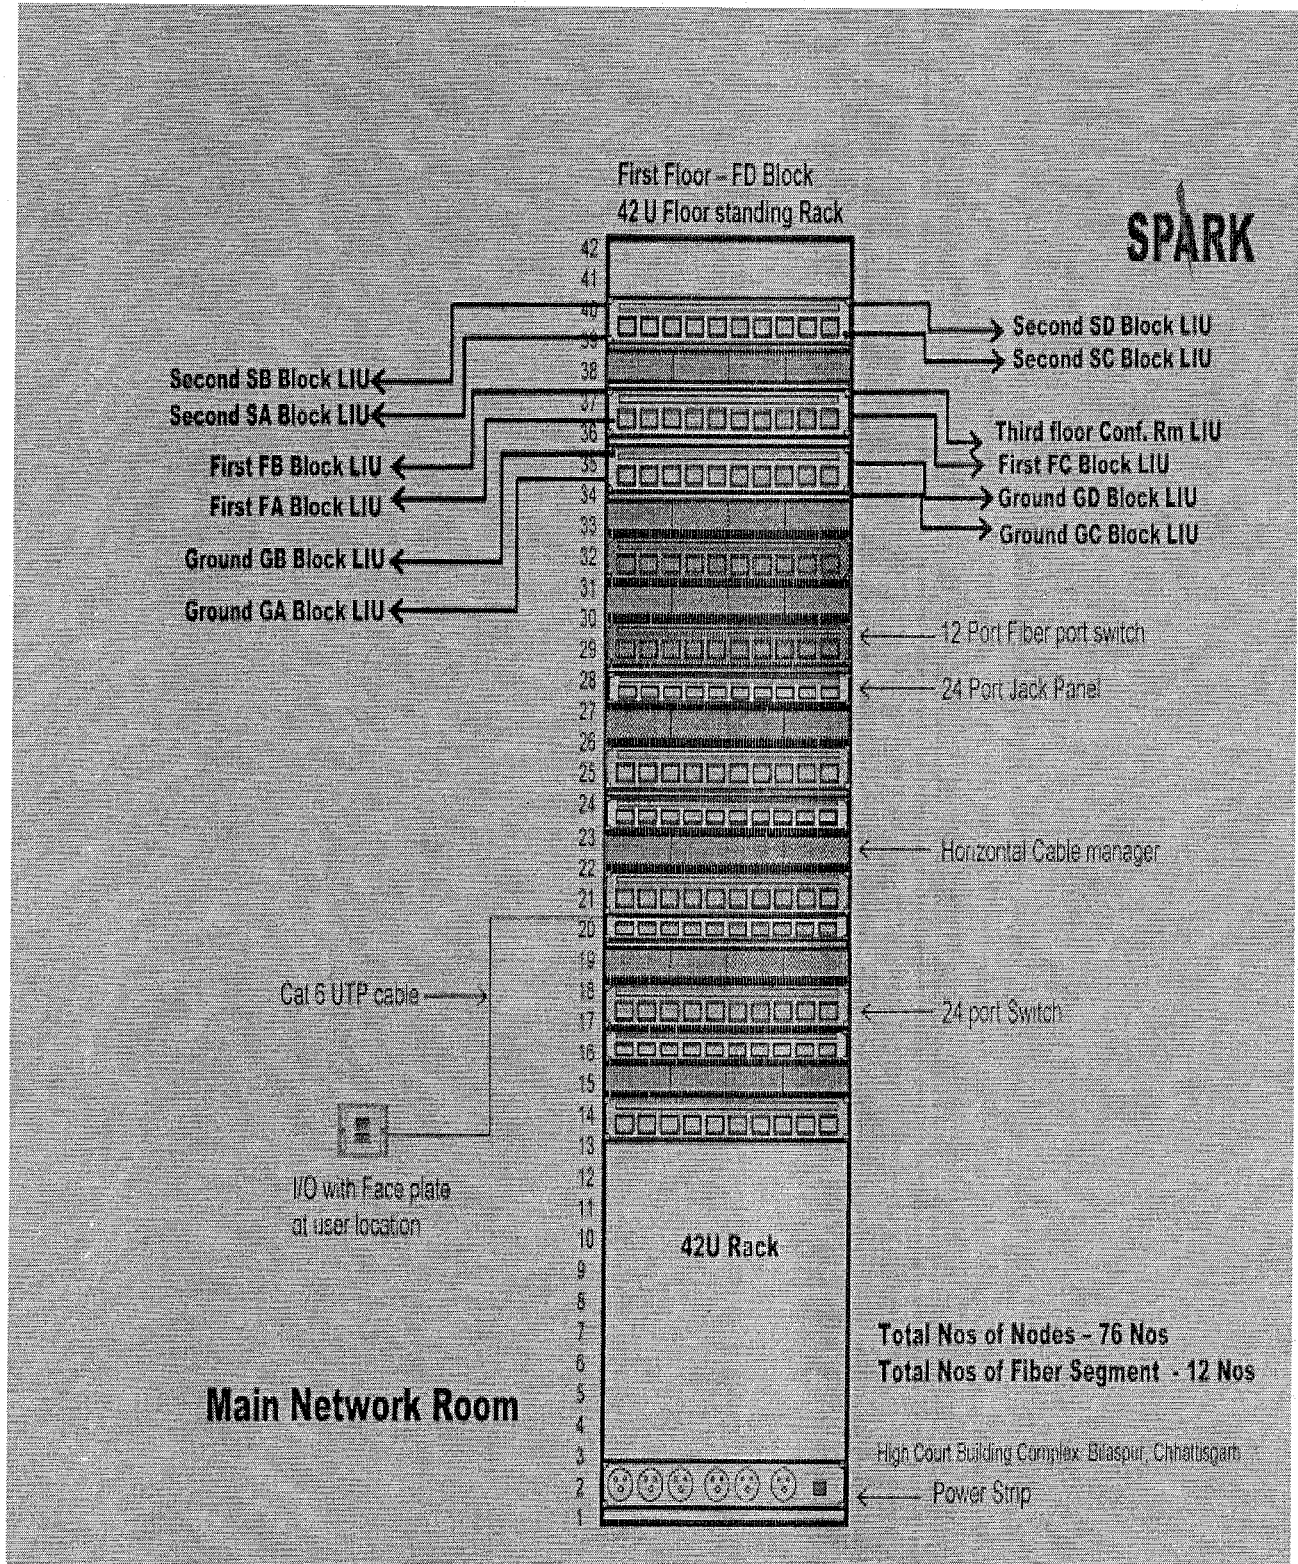 First Floor – FD Block
42 U Floor standing Rack
SPARK
42
41
40
39
38
37
36
35
34
33
32
31
30
29
28
27
26
25
24
23
22
21
20
19
18
17
16
15
14
13
12
11
10
9
8
7
6
5
4
3
2
1
Second SB Block LIU
Second SA Block LIU
First FB Block LIU
First FA Block LIU
Ground GB Block LIU
Ground GA Block LIU
Second SD Block LIU
Second SC Block LIU
Third floor Conf. Rm LIU
First FC Block LIU
Ground GD Block LIU
Ground GC Block LIU
12 Port Fiber port switch
24 Port Jack Panel
Horizontal Cable manager
24 port Switch
Cat 6 UTP cable
I/O with Face plate
at user location
42U Rack
Total Nos of Nodes – 76 Nos
Total Nos of Fiber Segment - 12 Nos
Main Network Room
High Court Building Complex Bilaspur, Chhattisgarh
Power Strip